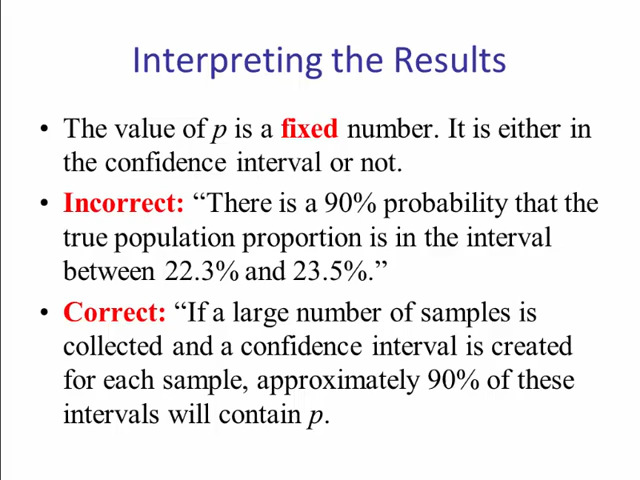 Interpreting the Results
• The value of p is a fixed number. It is either in
the confidence interval or not.
• Incorrect: “There is a 90% probability that the
true population proportion is in the interval
between 22.3% and 23.5%.”
• Correct: “If a large number of samples is
collected and a confidence interval is created
for each sample, approximately 90% of these
intervals will contain p.